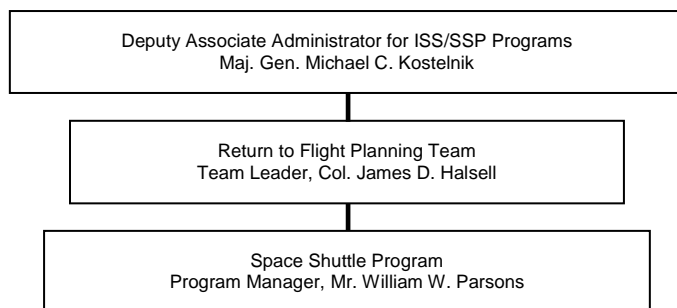 Deputy Associate Administrator for ISS/SSP Programs
Maj. Gen. Michael C. Kostelnik
Return to Flight Planning Team
Team Leader, Col. James D. Halsell
Space Shuttle Program
Program Manager, Mr. William W. Parsons